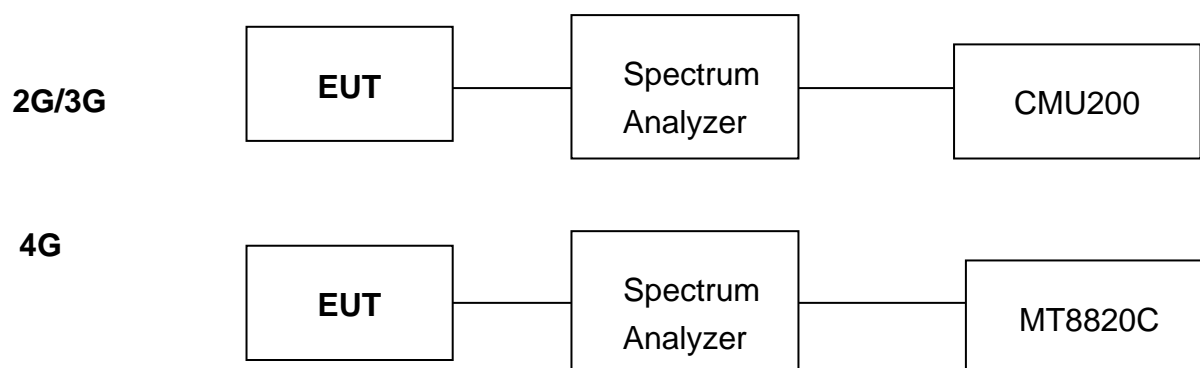 2G/3G
EUT
Spectrum
Analyzer
CMU200
4G
EUT
Spectrum
Analyzer
MT8820C